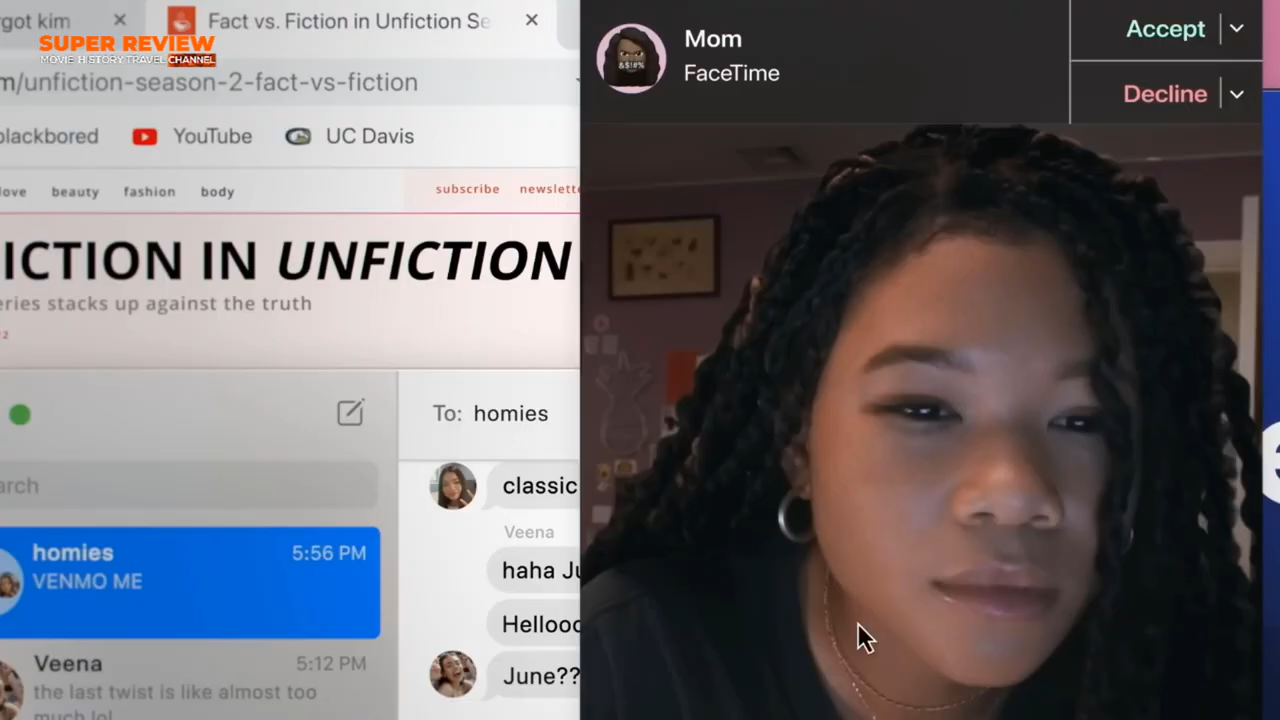 rgot kim
Fact vs. Fiction in Unfiction Se
SUPER REVIEW
MOVIE HISTORY TRAVEL CHANNEL
m/unfiction-season-2-fact-vs-fiction
blackbored
YouTube
UC Davis
love beauty fashion body
subscribe newslette
ICTION IN UNFICTION
eries stacks up against the truth
arch
homies 5:56 PM
VENMO ME
Veena 5:12 PM
the last twist is like almost too
much lol
To: homies
classic
Veena
haha Ju
Hellooo
June??
Mom
FaceTime
&$!#%
Accept
Decline